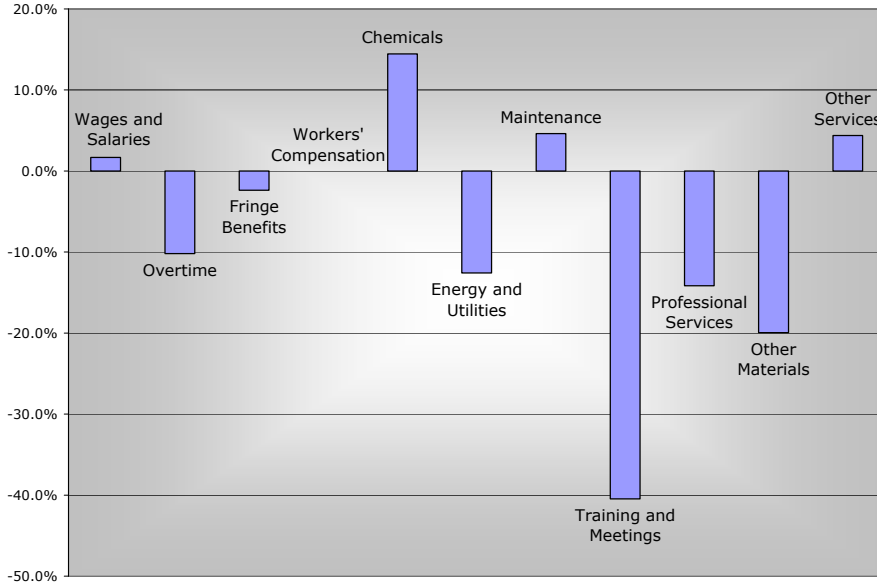 20.0%
10.0%
0.0%
-10.0%
-20.0%
-30.0%
-40.0%
-50.0%
Wages and
Salaries
Overtime
Fringe
Benefits
Workers'
Compensation
Chemicals
Energy and
Utilities
Maintenance
Training and
Meetings
Professional
Services
Other
Materials
Other
Services